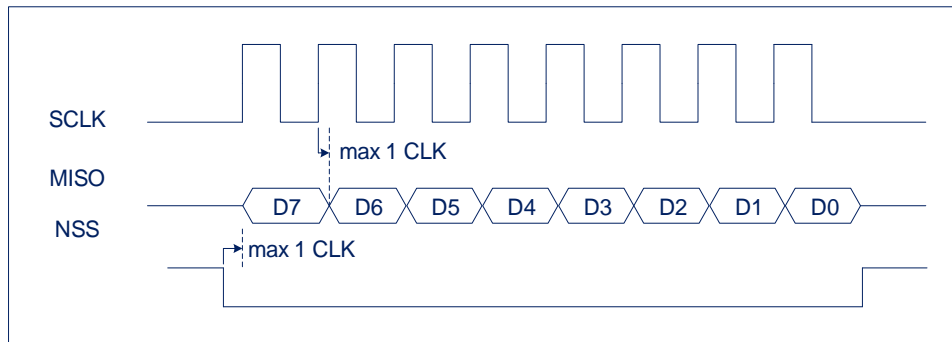 SCLK
max 1 CLK
MISO
D7 D6 D5 D4 D3 D2 D1 D0
NSS
max 1 CLK